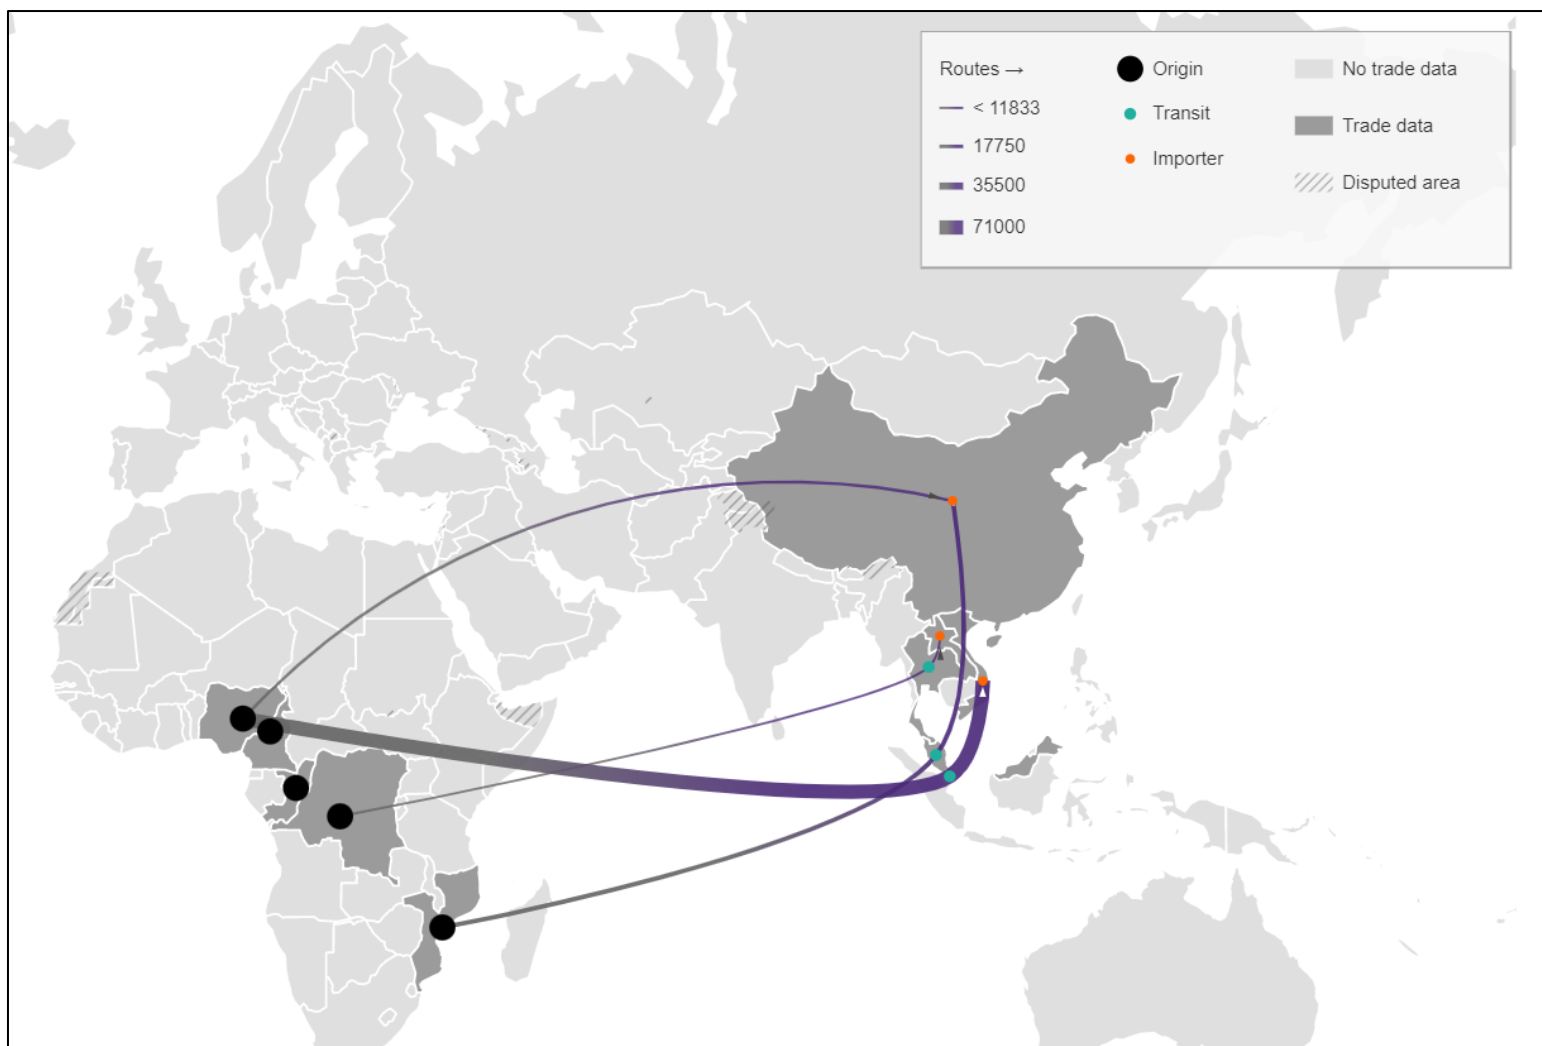 Routes →
< 11833
17750
35500
71000
Origin
Transit
Importer
No trade data
Trade data
Disputed area